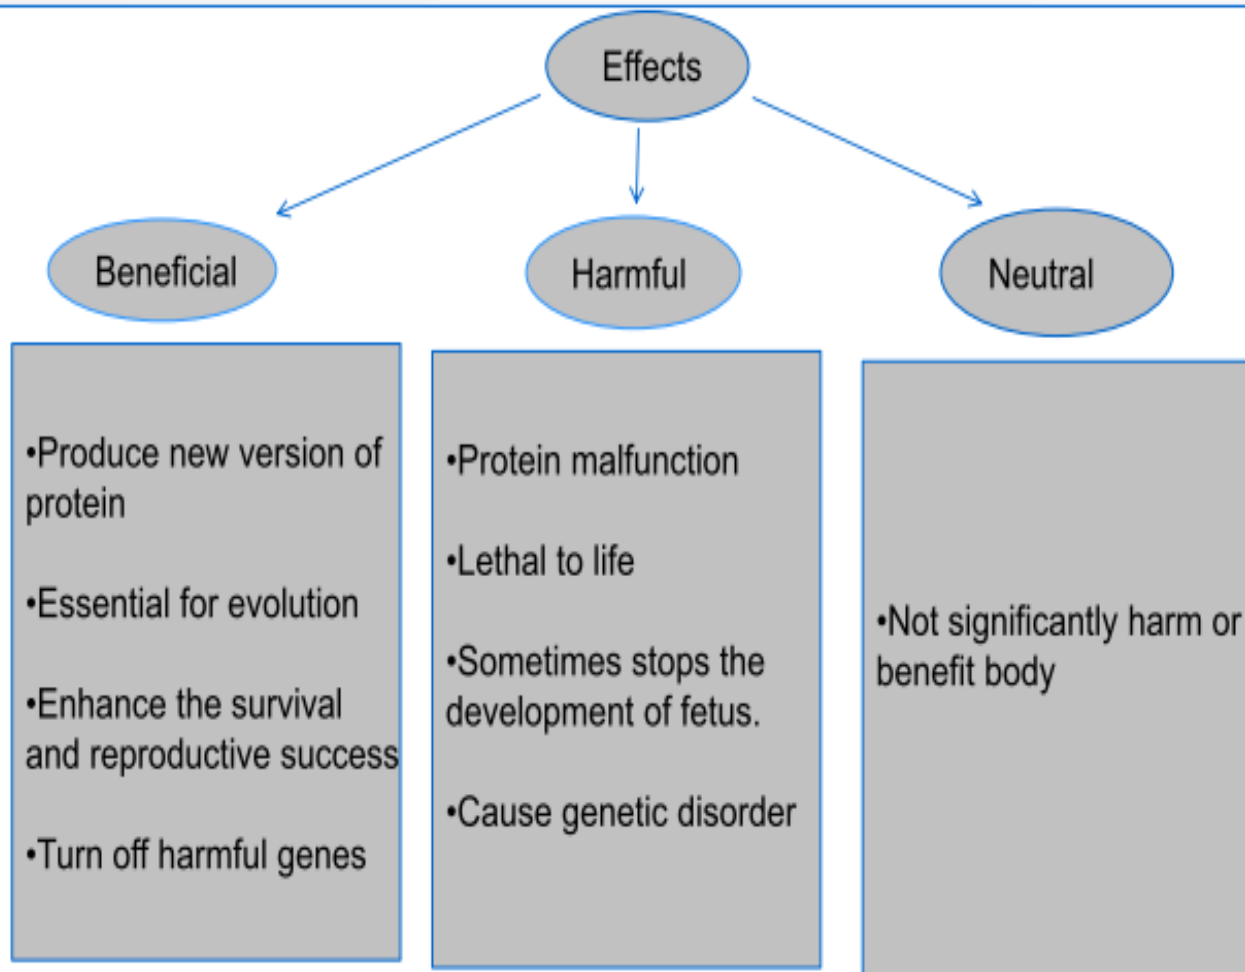 Effects
Beneficial
Harmful
Neutral
•Produce new version of
protein
•Essential for evolution
•Enhance the survival
and reproductive success
•Turn off harmful genes
•Protein malfunction
•Lethal to life
•Sometimes stops the
development of fetus.
•Cause genetic disorder
•Not significantly harm or
benefit body